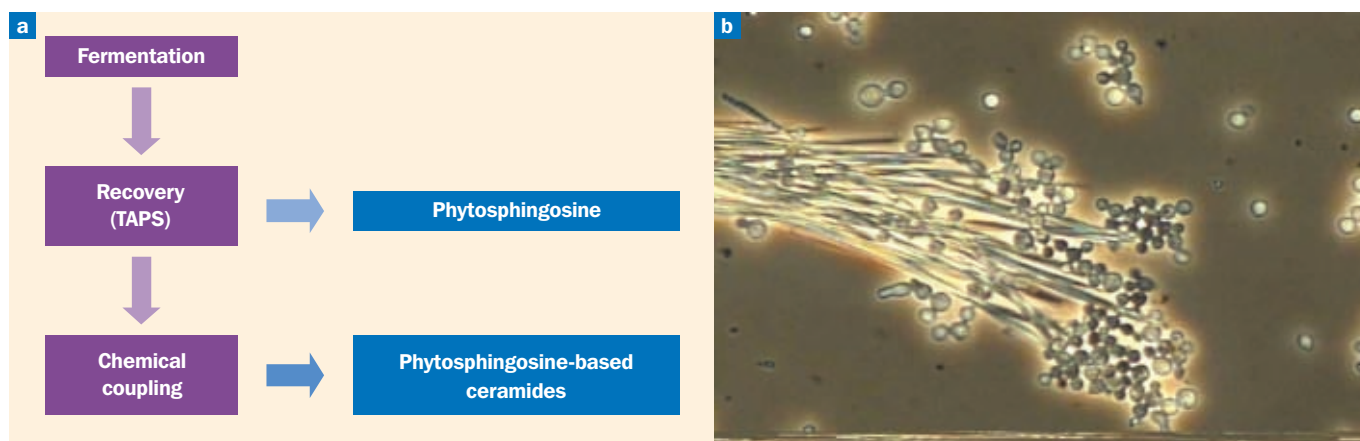 a
Fermentation
Recovery
(TAPS)
Phytosphingosine
Chemical
coupling
Phytosphingosine-based
ceramides
b